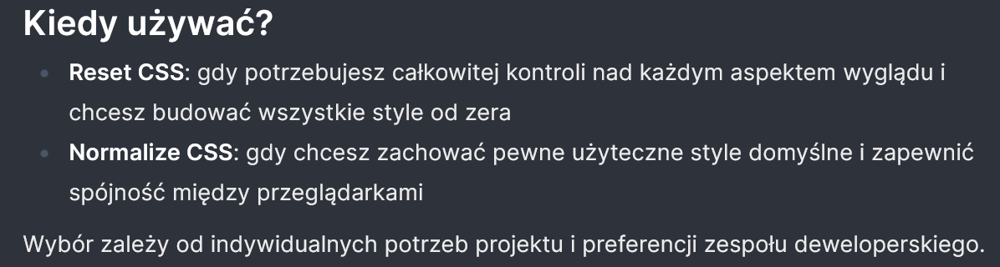 Kiedy używać?
Reset CSS: gdy potrzebujesz całkowitej kontroli nad każdym aspektem wyglądu i
chcesz budować wszystkie style od zera
Normalize CSS: gdy chcesz zachować pewne użyteczne style domyślne i zapewnić
spójność między przeglądarkami
Wybór zależy od indywidualnych potrzeb projektu i preferencji zespołu deweloperskiego.